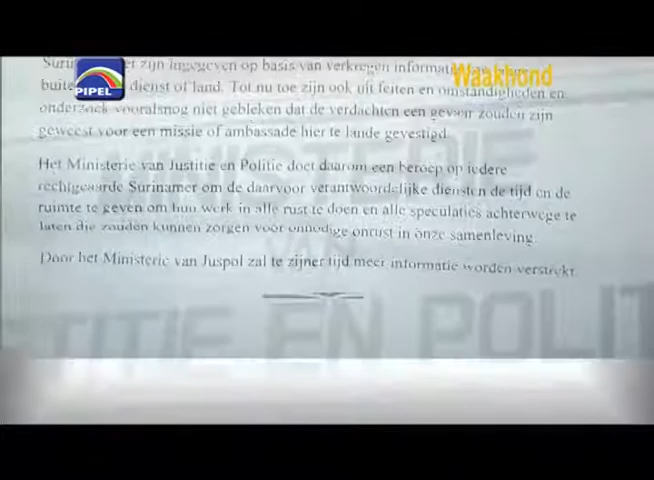 zijn ingegeven op basis van verkregen
Waakhond
PIPEL
dienst of land. Tot nu toe zijn ook uit feiten en omstandigheden en
onderzoek vooralsnog niet gebleken dat de verdachten een gevaar zouden zijn
geweest voor een missie of ambassade hier te lande gevestigd.
Het Ministerie van Justitie en Politie doet daarom een beroep op iedere
rechtgeaarde Surinamer om de daarvoor verantwoordelijke diensten de tijd en de
ruimte te geven om hun werk in alle rust te doen en alle speculaties achterwege te
laten die zouden kunnen zorgen voor onnodige onrust in onze samenleving.
Door het Ministerie van Juspol zal te zijner tijd meer informatie worden verstrekt.
MINISTERIE
VAN
TITIE EN POLIT